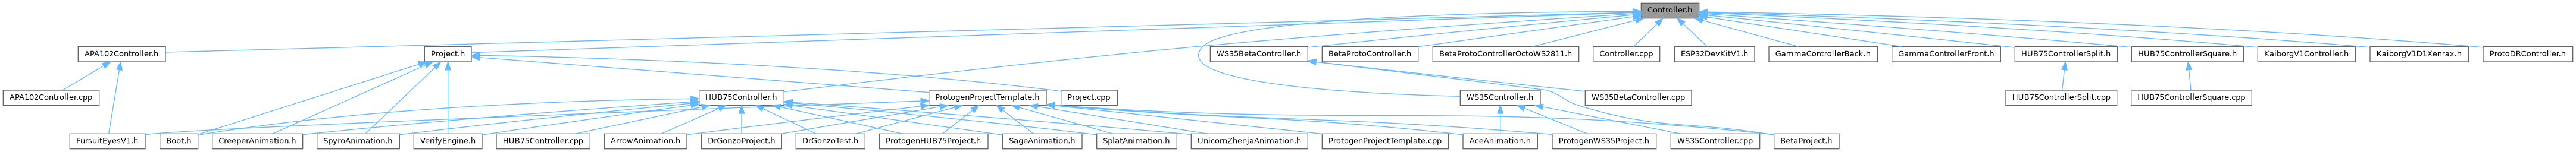 Controller.h
APA102Controller.h
Project.h
WS35BetaController.h
BetaProtoController.h
BetaProtoControllerOctoWS2811.h
Controller.cpp
ESP32DevKitV1.h
GammaControllerBack.h
GammaControllerFront.h
HUB75ControllerSplit.h
HUB75ControllerSquare.h
KaiborgV1Controller.h
KaiborgV1D1Xenrax.h
ProtoDRController.h
APA102Controller.cpp
HUB75Controller.h
ProtogenProjectTemplate.h
Project.cpp
WS35Controller.h
WS35BetaController.cpp
HUB75ControllerSplit.cpp
HUB75ControllerSquare.cpp
FursuitEyesV1.h
Boot.h
CreeperAnimation.h
SpyroAnimation.h
VerifyEngine.h
HUB75Controller.cpp
ArrowAnimation.h
DrGonzoProject.h
DrGonzoTest.h
ProtogenHUB75Project.h
SageAnimation.h
SplatAnimation.h
UnicornZhenjaAnimation.h
ProtogenProjectTemplate.cpp
AceAnimation.h
ProtogenWS35Project.h
WS35Controller.cpp
BetaProject.h